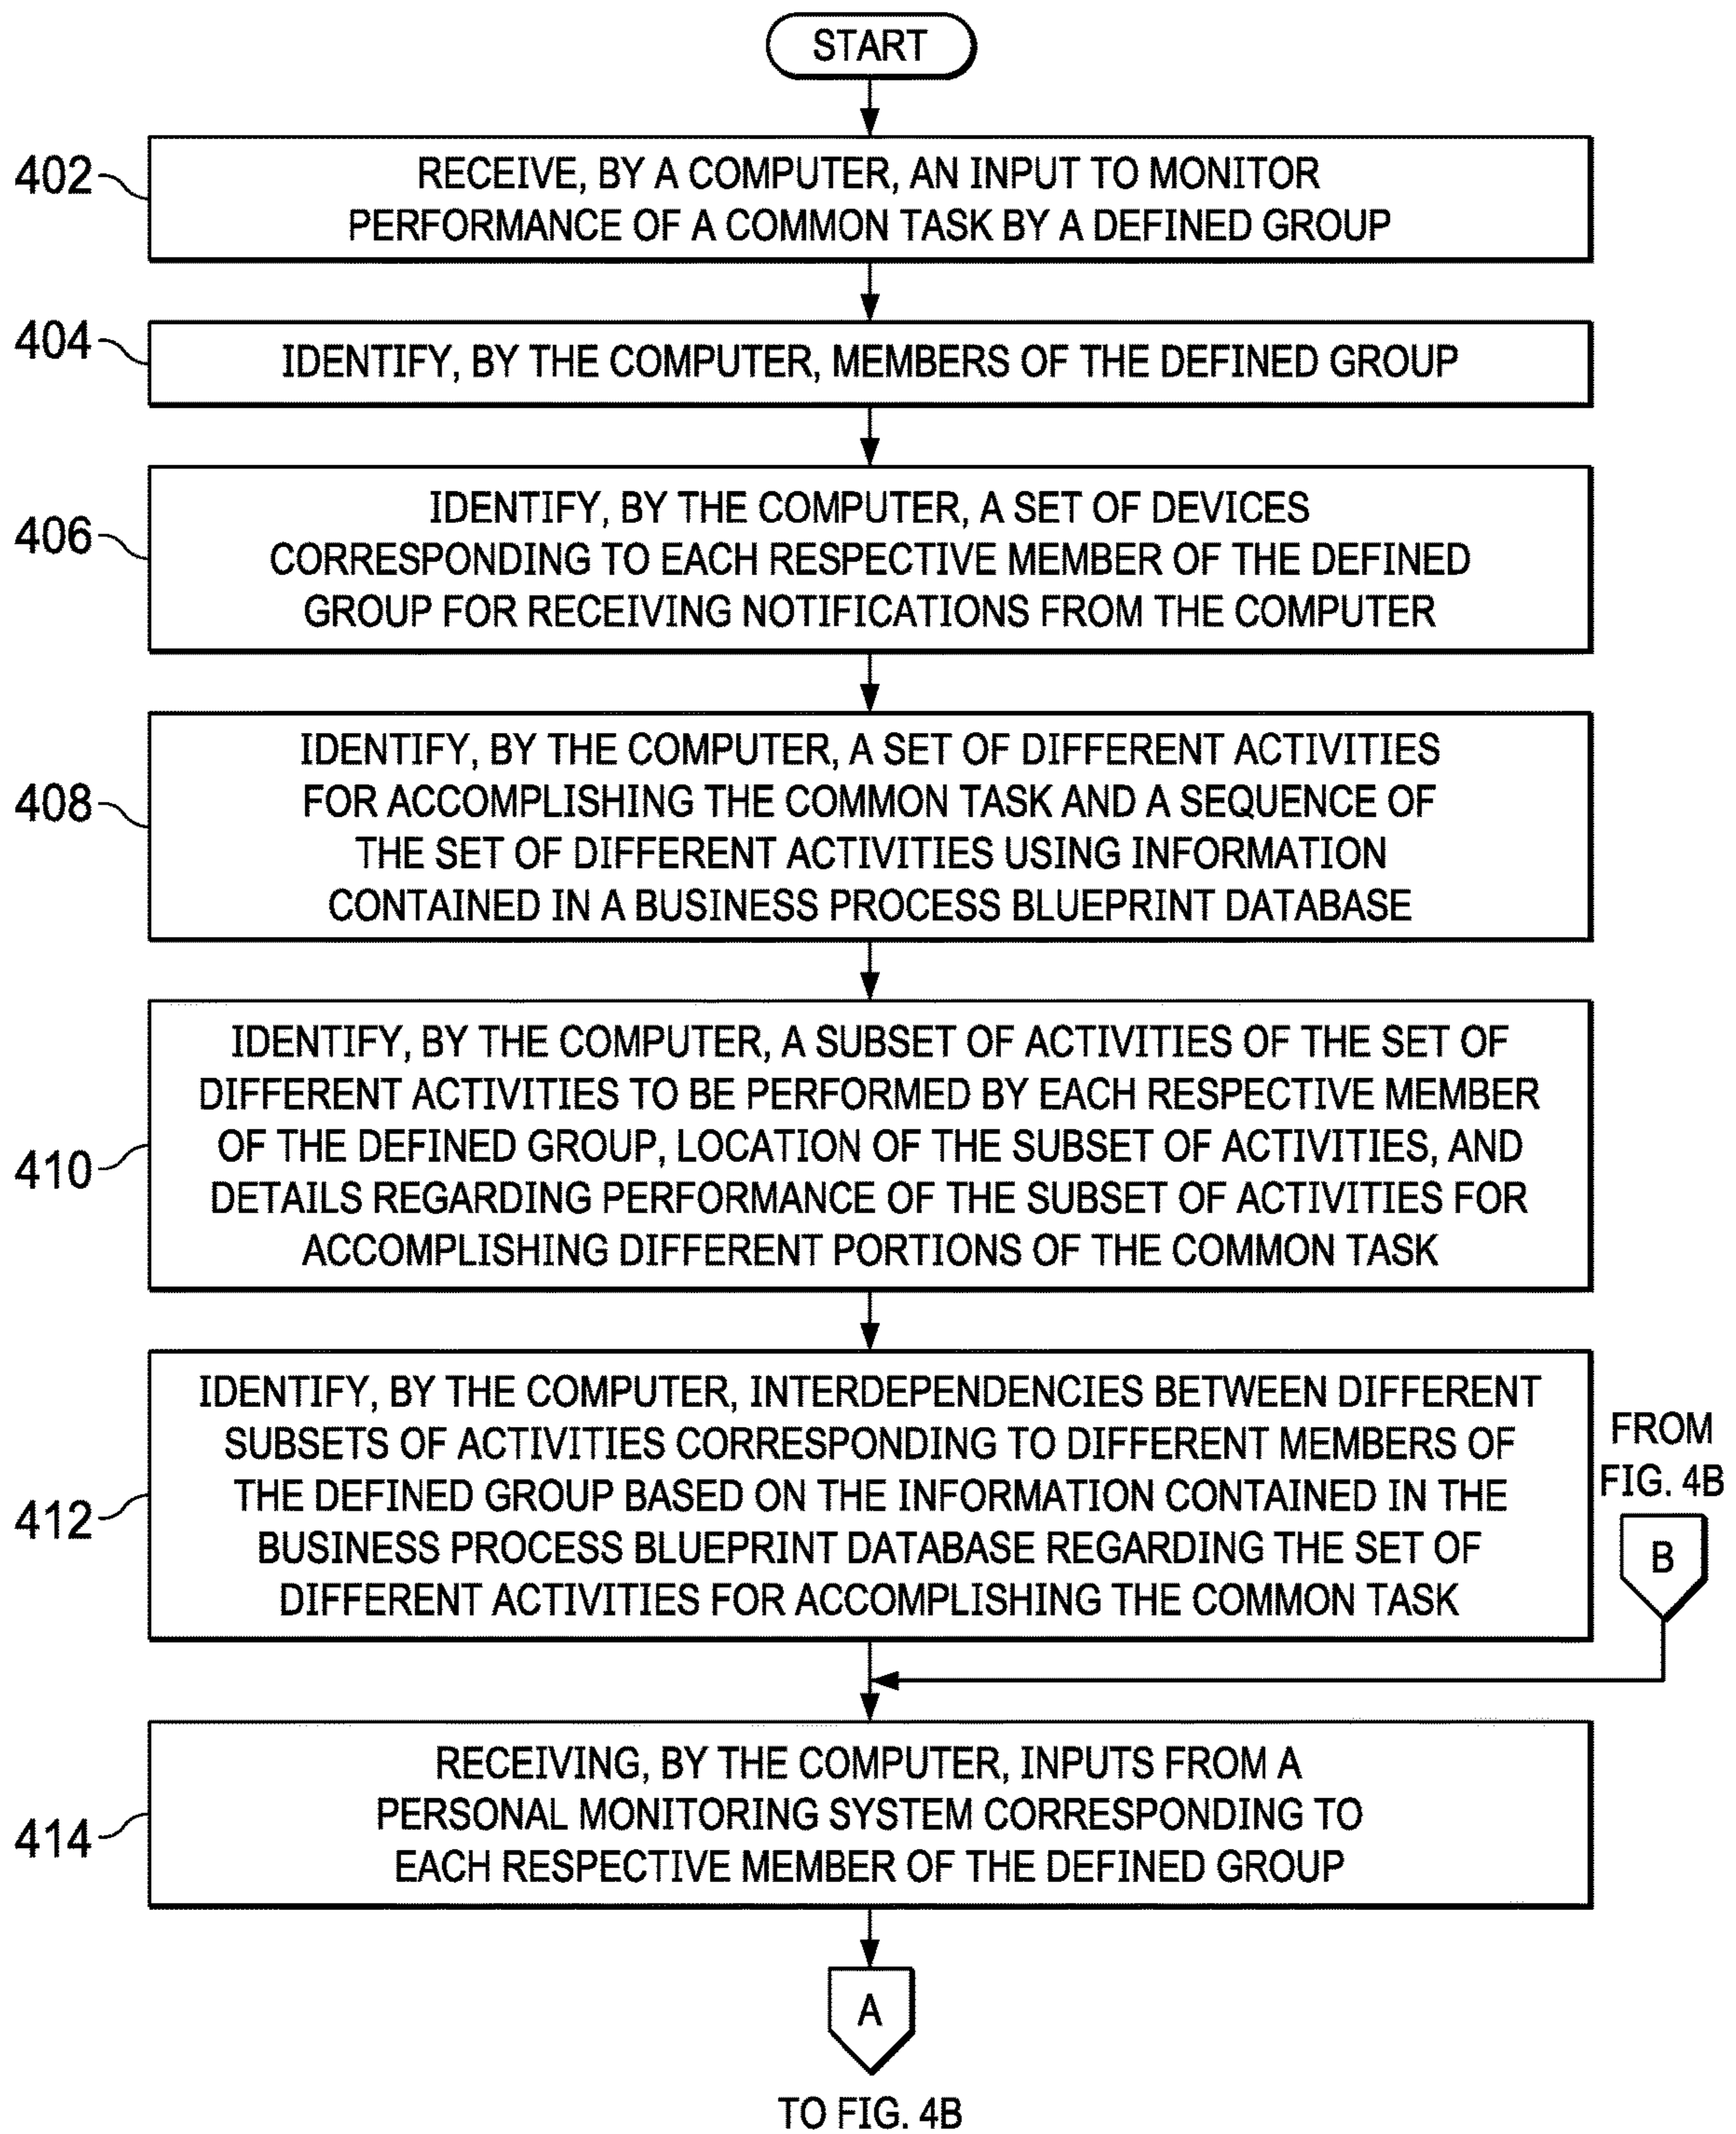 START
402
RECEIVE, BY A COMPUTER, AN INPUT TO MONITOR
PERFORMANCE OF A COMMON TASK BY A DEFINED GROUP
404
IDENTIFY, BY THE COMPUTER, MEMBERS OF THE DEFINED GROUP
406
IDENTIFY, BY THE COMPUTER, A SET OF DEVICES
CORRESPONDING TO EACH RESPECTIVE MEMBER OF THE DEFINED
GROUP FOR RECEIVING NOTIFICATIONS FROM THE COMPUTER
408
IDENTIFY, BY THE COMPUTER, A SET OF DIFFERENT ACTIVITIES
FOR ACCOMPLISHING THE COMMON TASK AND A SEQUENCE OF
THE SET OF DIFFERENT ACTIVITIES USING INFORMATION
CONTAINED IN A BUSINESS PROCESS BLUEPRINT DATABASE
410
IDENTIFY, BY THE COMPUTER, A SUBSET OF ACTIVITIES OF THE SET OF
DIFFERENT ACTIVITIES TO BE PERFORMED BY EACH RESPECTIVE MEMBER
OF THE DEFINED GROUP, LOCATION OF THE SUBSET OF ACTIVITIES, AND
DETAILS REGARDING PERFORMANCE OF THE SUBSET OF ACTIVITIES FOR
ACCOMPLISHING DIFFERENT PORTIONS OF THE COMMON TASK
412
IDENTIFY, BY THE COMPUTER, INTERDEPENDENCIES BETWEEN DIFFERENT
SUBSETS OF ACTIVITIES CORRESPONDING TO DIFFERENT MEMBERS OF
THE DEFINED GROUP BASED ON THE INFORMATION CONTAINED IN THE
BUSINESS PROCESS BLUEPRINT DATABASE REGARDING THE SET OF
DIFFERENT ACTIVITIES FOR ACCOMPLISHING THE COMMON TASK
FROM
FIG. 4B
B
414
RECEIVING, BY THE COMPUTER, INPUTS FROM A
PERSONAL MONITORING SYSTEM CORRESPONDING TO
EACH RESPECTIVE MEMBER OF THE DEFINED GROUP
A
TO FIG. 4B